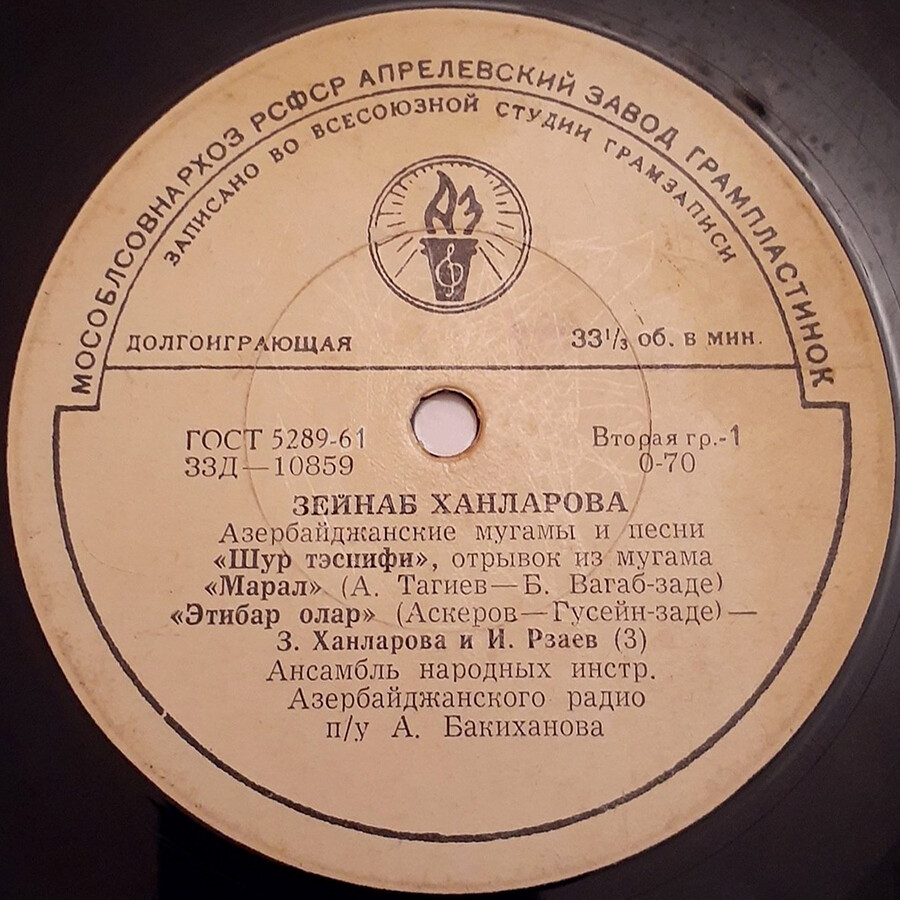 МОСОБЛСОВНАРХОЗ РСФСР АПРЕЛЕВСКИЙ ЗАВОД ГРАМПЛАСТИНОК
ЗАПИСАНО ВО ВСЕСОЮЗНОЙ СТУДИИ ГРАМЗАПИСИ
АЗ
ДОЛГОИГРАЮЩАЯ 33⅓ об. в мин.
ГОСТ 5289-61 Вторая гр.-1
33Д—10859 0-70
ЗЕЙНАБ ХАНЛАРОВА
Азербайджанские мугамы и песни
«Шур тэснифи», отрывок из мугама
«Марал» (А. Тагиев—Б. Вагаб-заде)
«Этибар олар» (Аскеров—Гусейн-заде)—
З. Ханларова и И. Рзаев (3)
Ансамбль народных инстр.
Азербайджанского радио
п/у А. Бакиханова